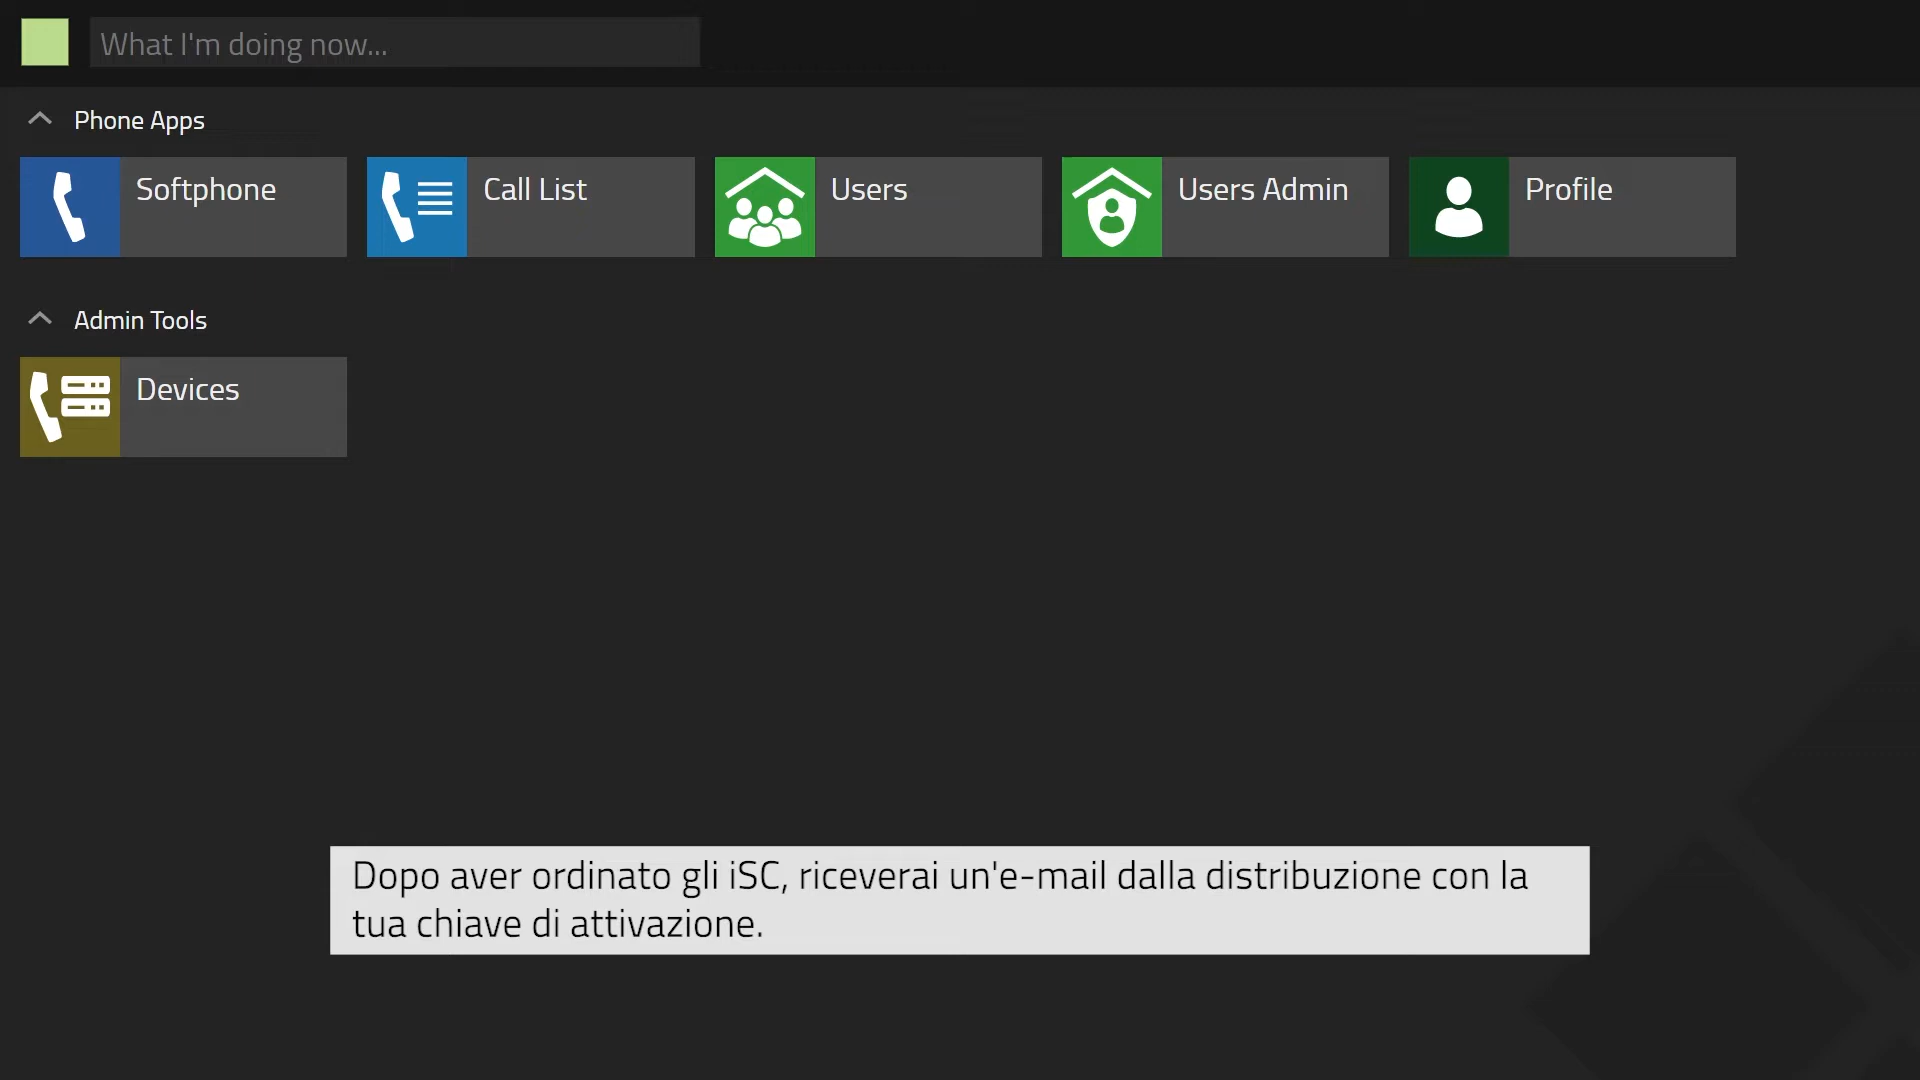 What I'm doing now...
Phone Apps
Softphone
Call List
Users
Users Admin
Profile
Admin Tools
Devices
Dopo aver ordinato gli iSC, riceverai un'e-mail dalla distribuzione con la
tua chiave di attivazione.